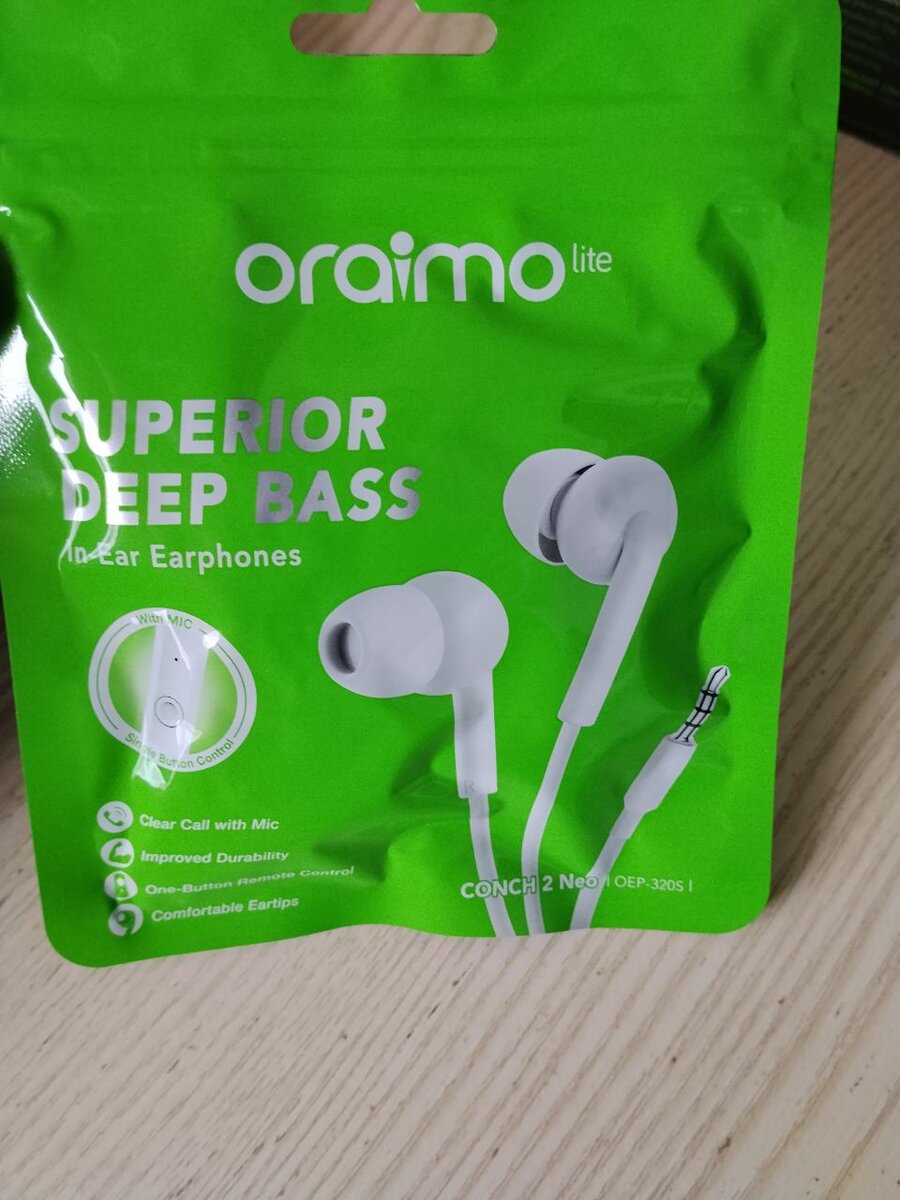 oraimo lite
SUPERIOR
DEEP BASS
In-Ear Earphones
With MIC
Single Button Control
Clear Call with Mic
Improved Durability
One-Button Remote Control
Comfortable Eartips
R
CONCH 2 Neo | OEP-320S |